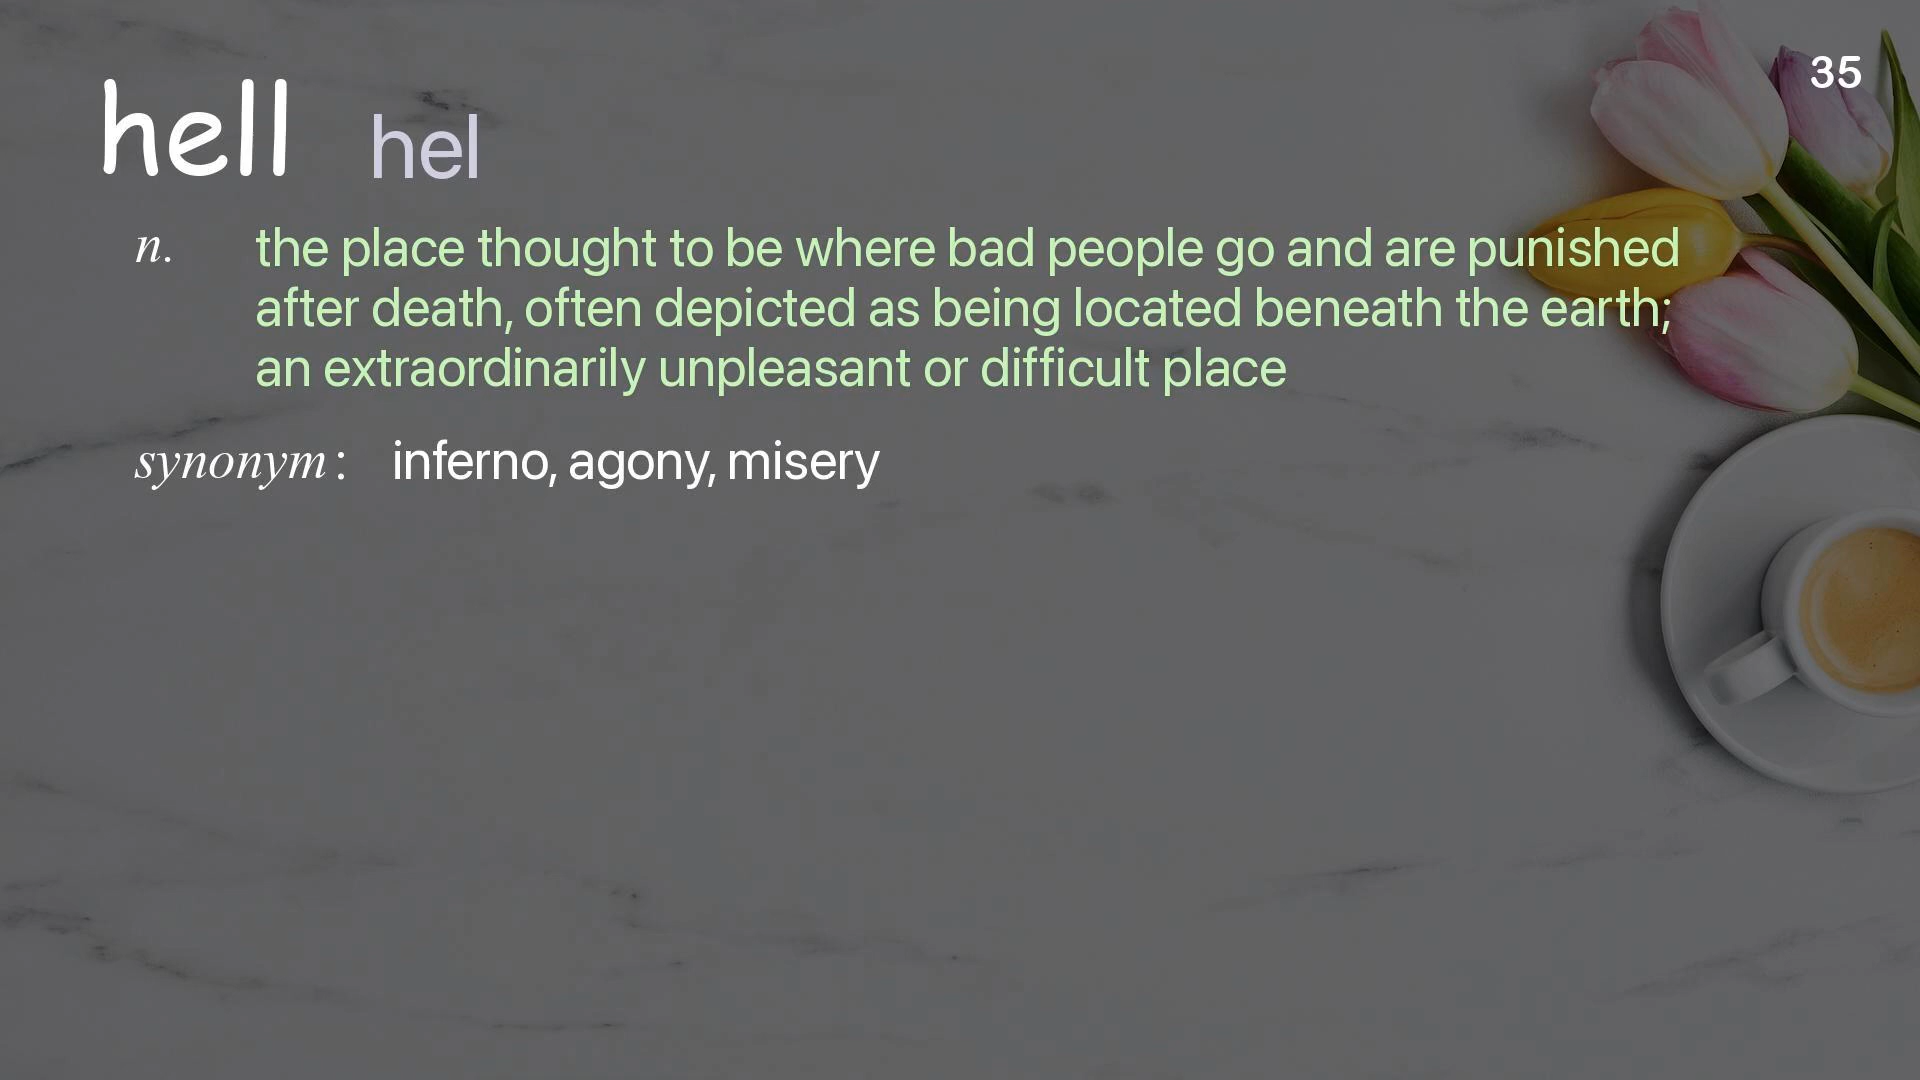 35
hell hel
n. the place thought to be where bad people go and are punished
after death, often depicted as being located beneath the earth;
an extraordinarily unpleasant or difficult place
synonym : inferno, agony, misery